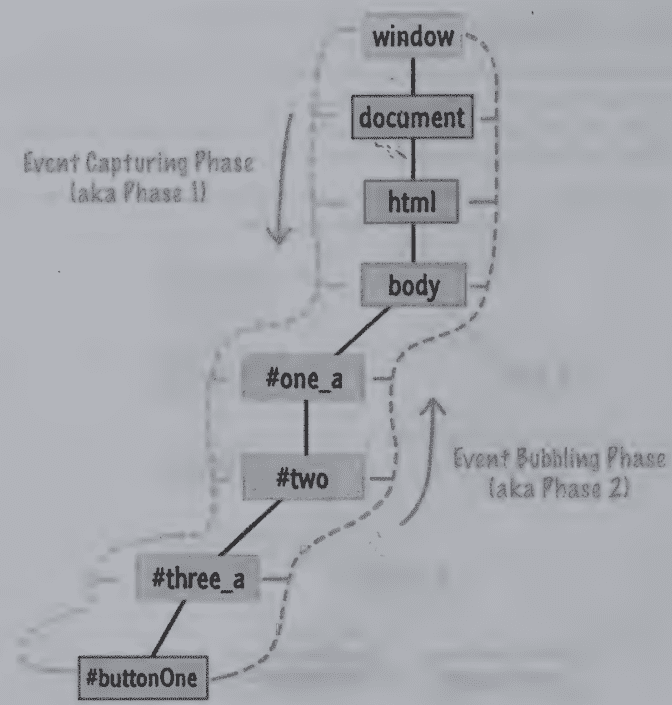 window
document
Event Capturing Phase
(aka Phase 1)
html
body
#one_a
Event Bubbling Phase
(aka Phase 2)
#two
#three_a
#buttonOne